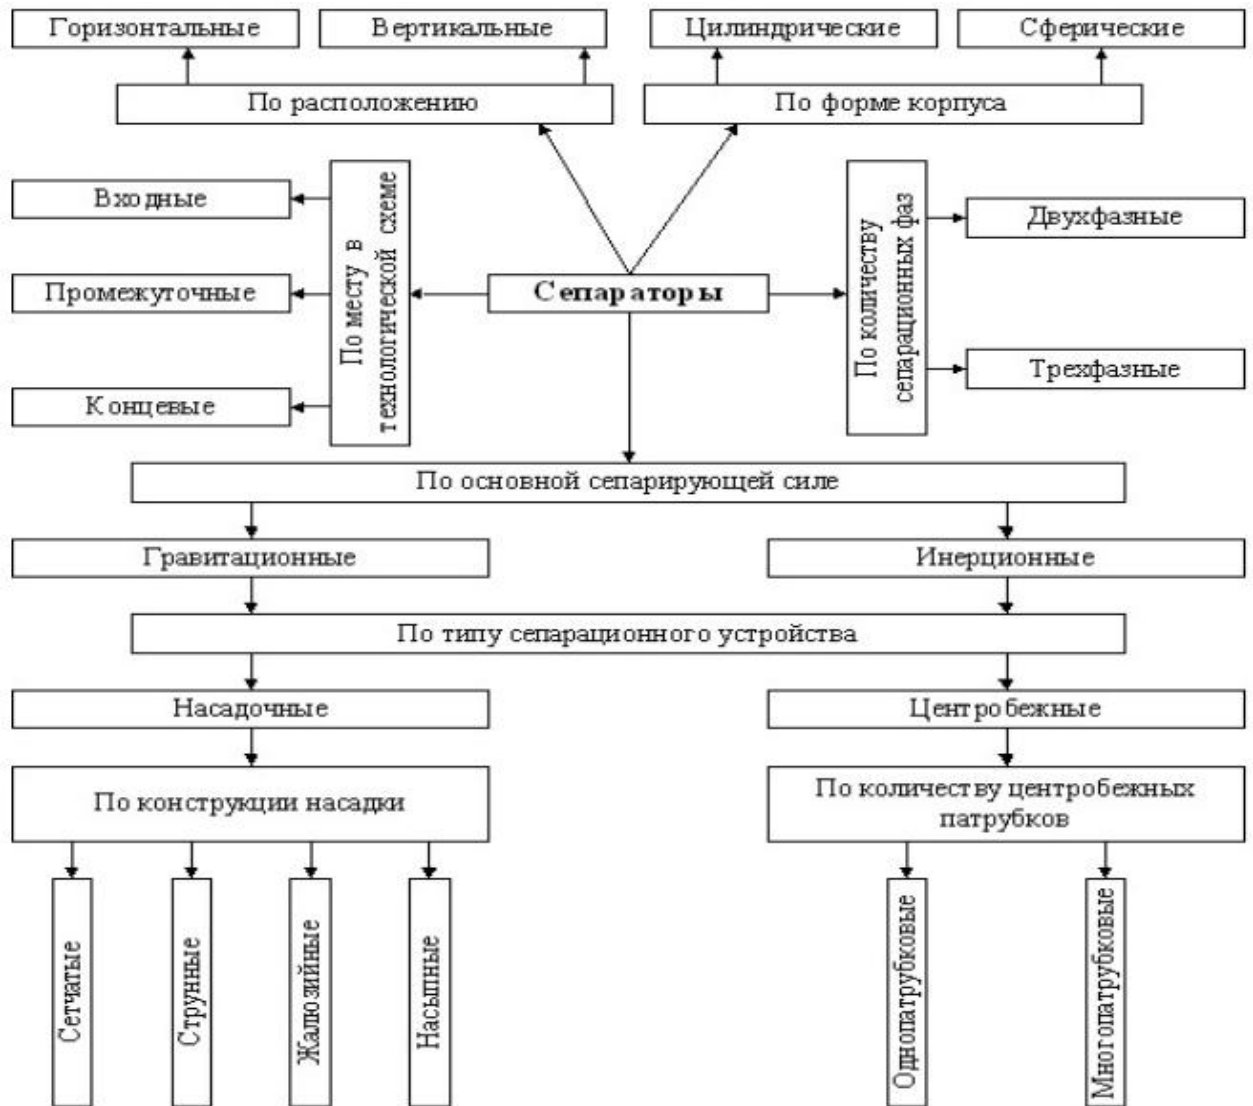 Горизонтальные
Вертикальные
Цилиндрические
Сферические
По расположению
По форме корпуса
Входные
Промежуточные
Концевые
По месту в
технологической схеме
Сепараторы
По количеству
сепарационных фаз
Двухфазные
Трехфазные
По основной сепарирующей силе
Гравитационные
Инерционные
По типу сепарационного устройства
Насадочные
Центробежные
По конструкции насадки
По количеству центробежных
патрубков
Сетчатые
Струнные
Жалюзийные
Насыпные
Однопатрубковые
Многопатрубковые